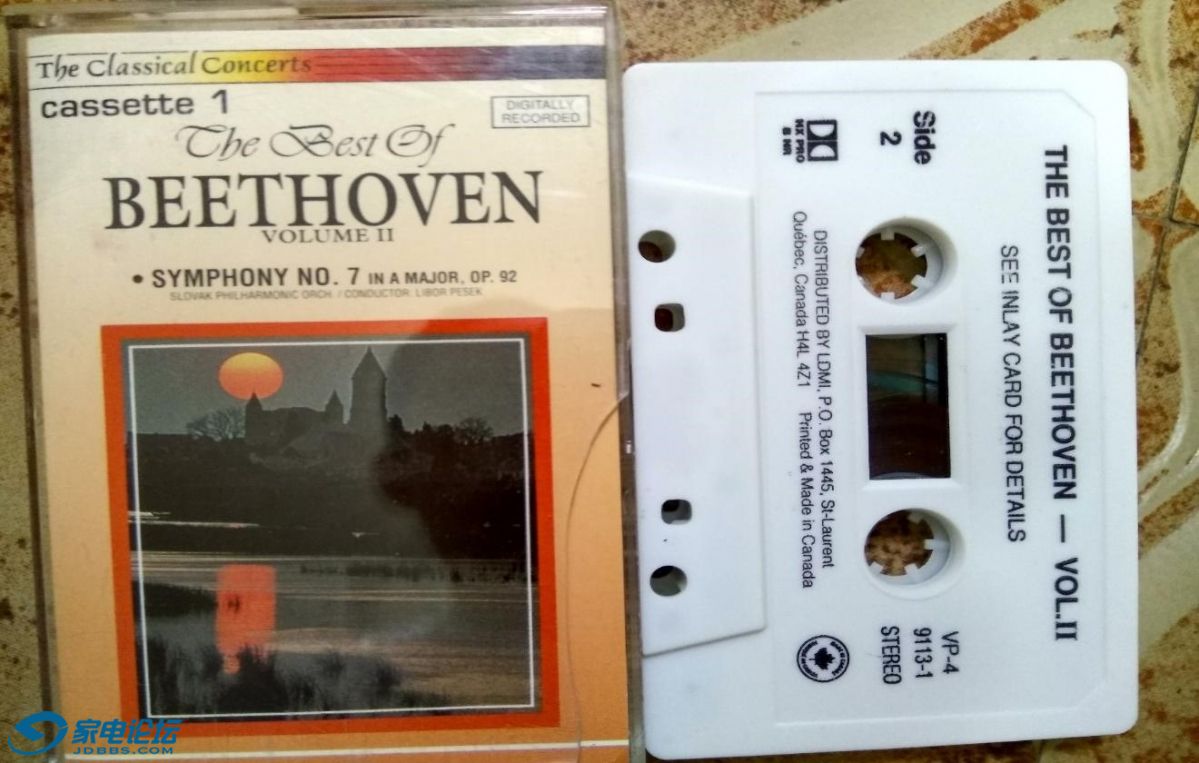 The Classical Concerts
cassette 1
DIGITALLY
RECORDED
The Best Of
BEETHOVEN
VOLUME II
• SYMPHONY NO. 7 IN A MAJOR, OP. 92
SLOVAK PHILHARMONIC ORCH. / CONDUCTOR: LIBOR PESEK
THE BEST OF BEETHOVEN — VOL.II
SEE INLAY CARD FOR DETAILS
Side
2
HX PRO
B NR
VP-4
9113-1
STEREO
DISTRIBUTED BY LDMI, P.O. Box 1445, St-Laurent
Québec, Canada H4L 4Z1 Printed & Made in Canada
家电论坛
JDBBS.COM